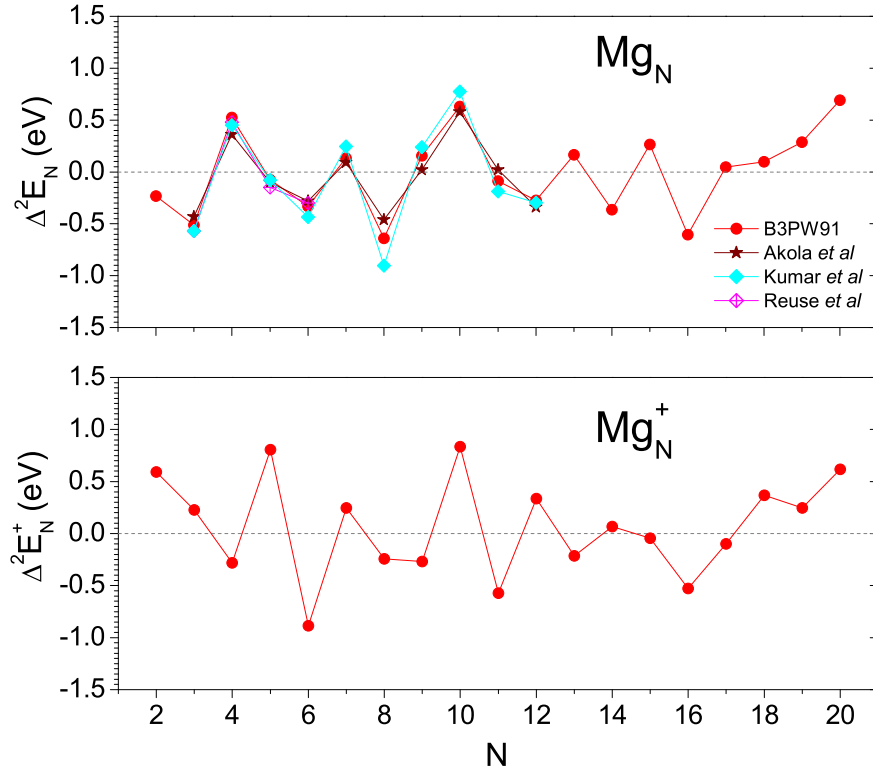 1.5
1.0
0.5
0.0
-0.5
-1.0
-1.5
Δ²E_N (eV)
Mg_N
B3PW91
Akola et al
Kumar et al
Reuse et al
1.5
1.0
0.5
0.0
-0.5
-1.0
-1.5
Δ²E_N^+ (eV)
Mg_N^+
2 4 6 8 10 12 14 16 18 20
N